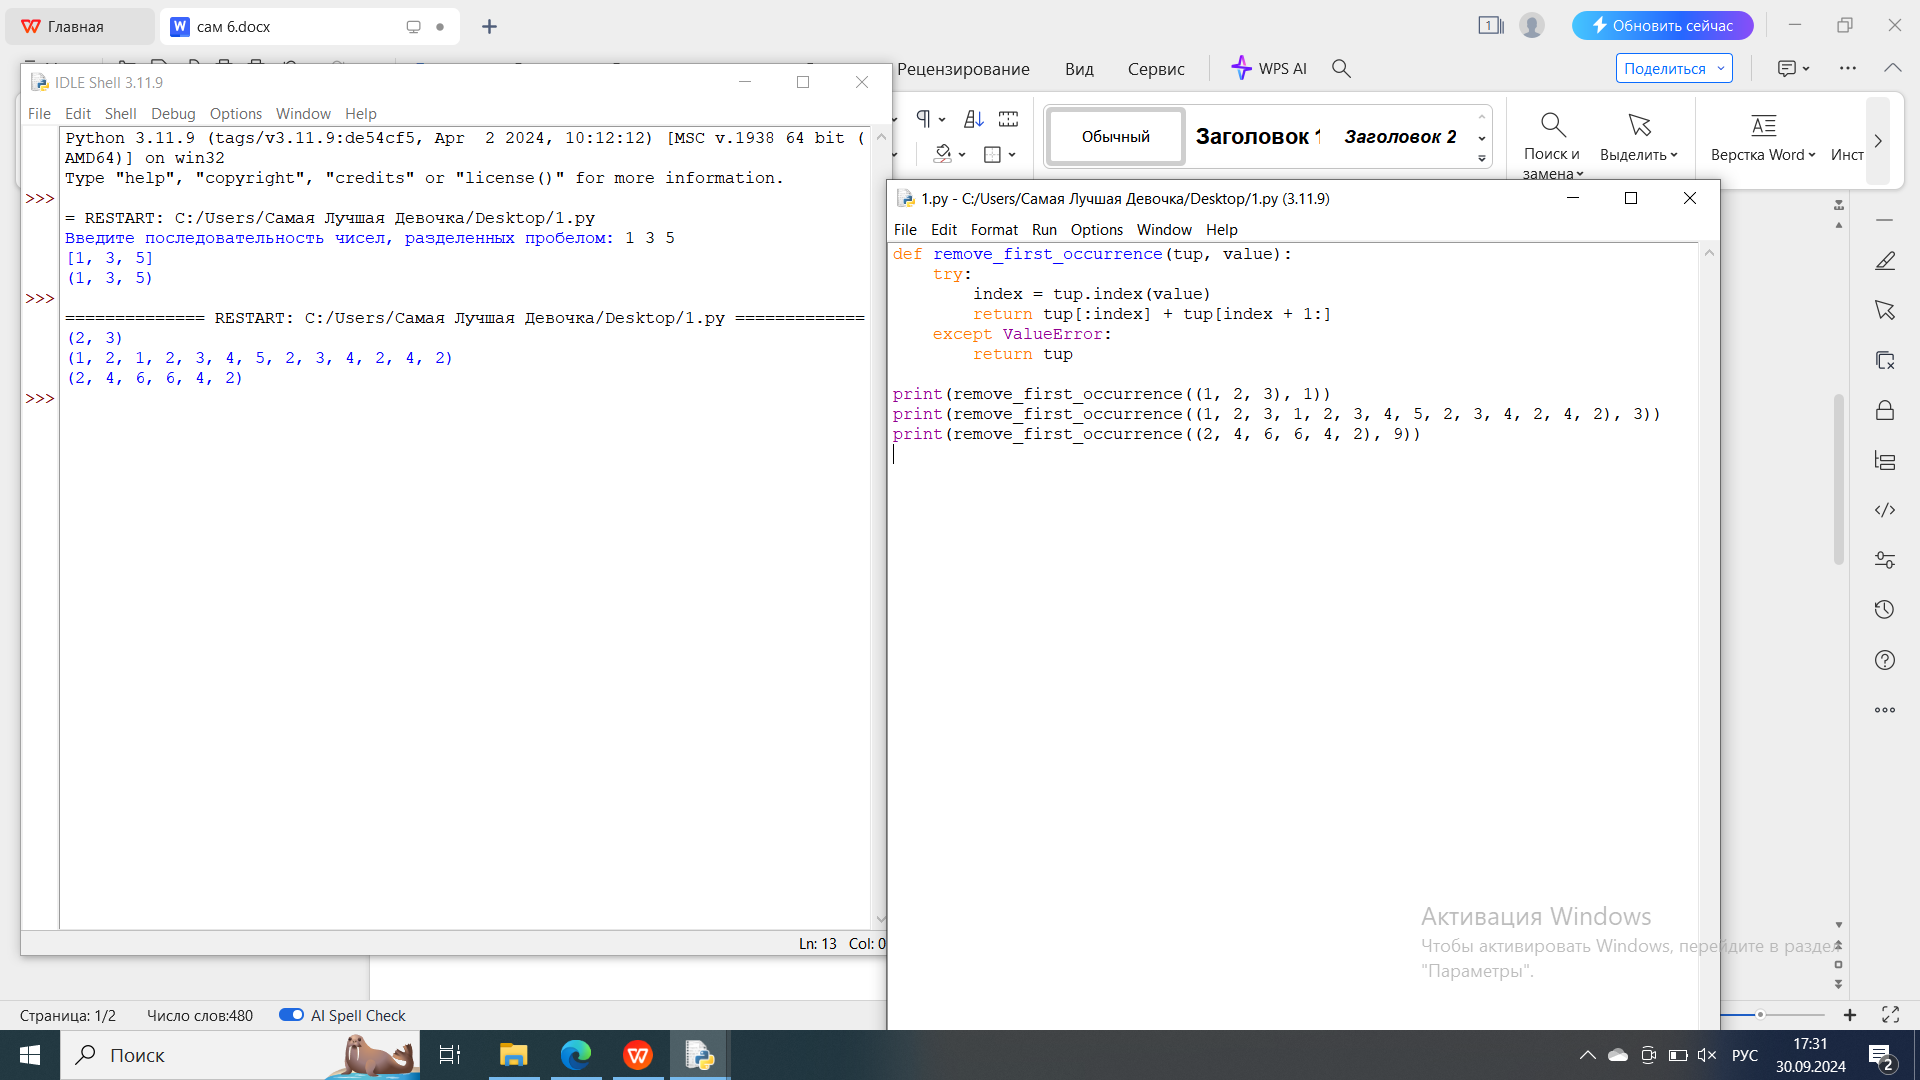 Главная
сам 6.docx
1
Обновить сейчас
Рецензирование Вид Сервис WPS AI
Поделиться
Обычный
Заголовок 1
Заголовок 2
Поиск и
замена
Выделить
Верстка Word
Инст
IDLE Shell 3.11.9
File Edit Shell Debug Options Window Help
Python 3.11.9 (tags/v3.11.9:de54cf5, Apr  2 2024, 10:12:12) [MSC v.1938 64 bit (
AMD64)] on win32
Type "help", "copyright", "credits" or "license()" for more information.
>>>
= RESTART: C:/Users/Самая Лучшая Девочка/Desktop/1.py
Введите последовательность чисел, разделенных пробелом: 1 3 5
[1, 3, 5]
(1, 3, 5)
>>>
============== RESTART: C:/Users/Самая Лучшая Девочка/Desktop/1.py =============
(2, 3)
(1, 2, 1, 2, 3, 4, 5, 2, 3, 4, 2, 4, 2)
(2, 4, 6, 6, 4, 2)
>>>
Ln: 13 Col: 0
1.py - C:/Users/Самая Лучшая Девочка/Desktop/1.py (3.11.9)
File Edit Format Run Options Window Help
def remove_first_occurrence(tup, value):
    try:
        index = tup.index(value)
        return tup[:index] + tup[index + 1:]
    except ValueError:
        return tup
print(remove_first_occurrence((1, 2, 3), 1))
print(remove_first_occurrence((1, 2, 3, 1, 2, 3, 4, 5, 2, 3, 4, 2, 4, 2), 3))
print(remove_first_occurrence((2, 4, 6, 6, 4, 2), 9))
Активация Windows
Чтобы активировать Windows, перейдите в раздел
"Параметры".
Страница: 1/2 Число слов:480 AI Spell Check
Поиск
РУС
17:31
30.09.2024
2